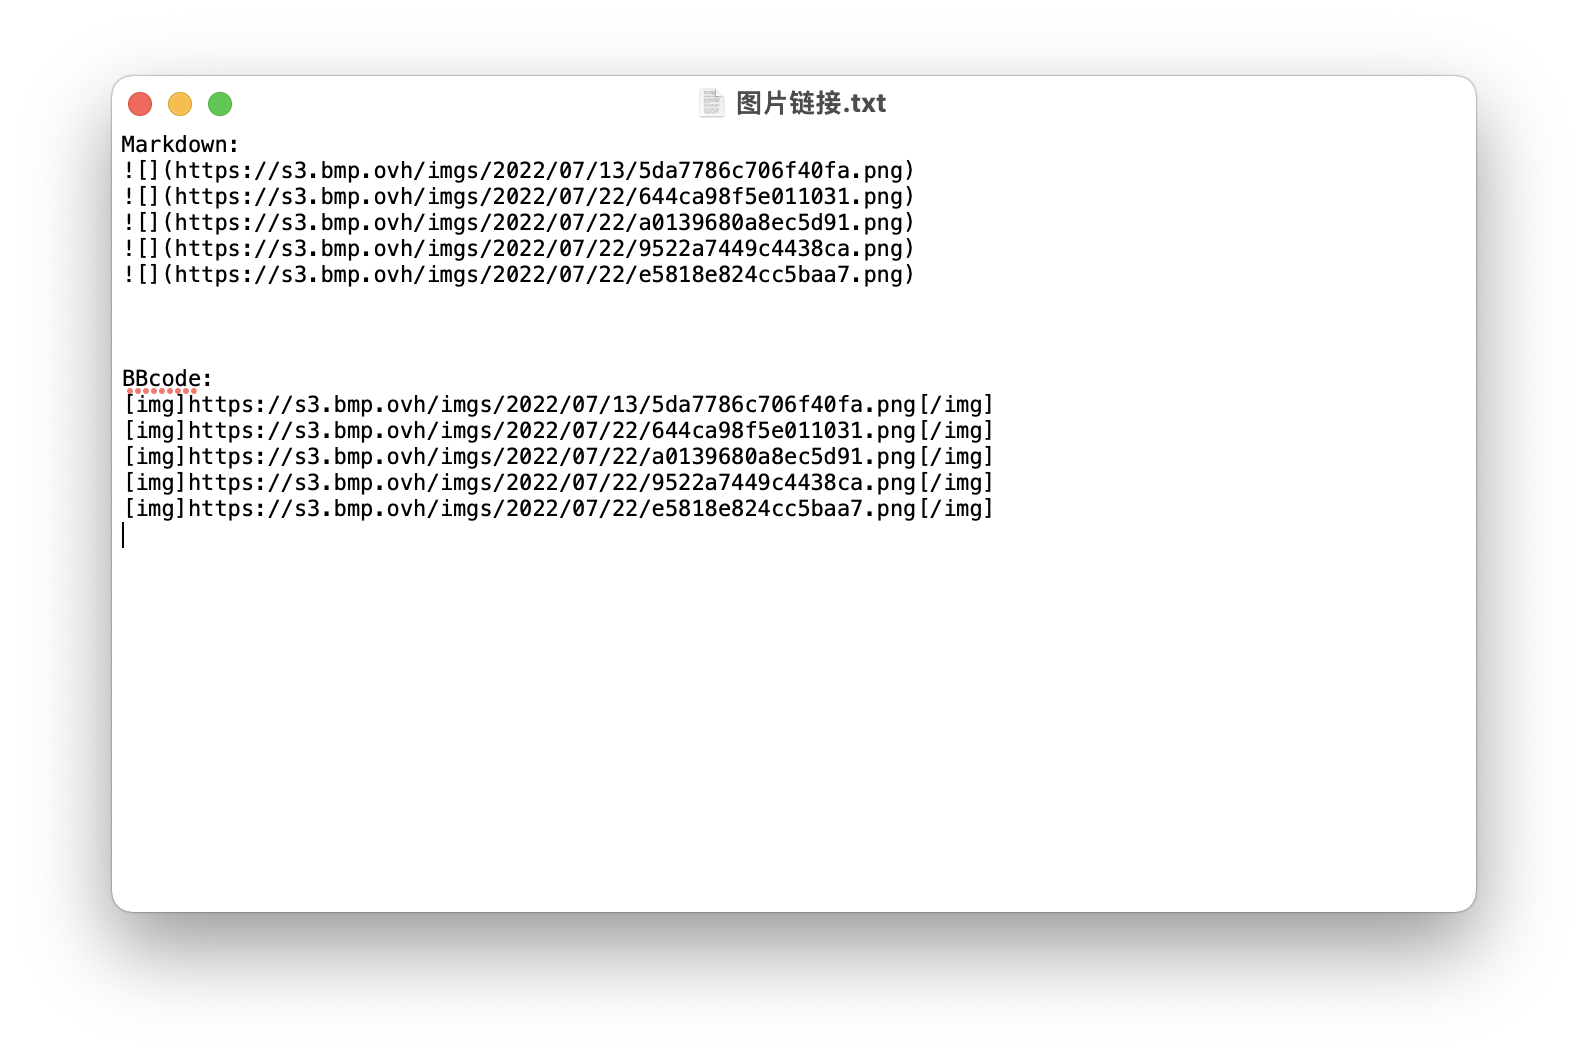 图片链接.txt
Markdown:
![](https://s3.bmp.ovh/imgs/2022/07/13/5da7786c706f40fa.png)
![](https://s3.bmp.ovh/imgs/2022/07/22/644ca98f5e011031.png)
![](https://s3.bmp.ovh/imgs/2022/07/22/a0139680a8ec5d91.png)
![](https://s3.bmp.ovh/imgs/2022/07/22/9522a7449c4438ca.png)
![](https://s3.bmp.ovh/imgs/2022/07/22/e5818e824cc5baa7.png)
BBcode:
[img]https://s3.bmp.ovh/imgs/2022/07/13/5da7786c706f40fa.png[/img]
[img]https://s3.bmp.ovh/imgs/2022/07/22/644ca98f5e011031.png[/img]
[img]https://s3.bmp.ovh/imgs/2022/07/22/a0139680a8ec5d91.png[/img]
[img]https://s3.bmp.ovh/imgs/2022/07/22/9522a7449c4438ca.png[/img]
[img]https://s3.bmp.ovh/imgs/2022/07/22/e5818e824cc5baa7.png[/img]